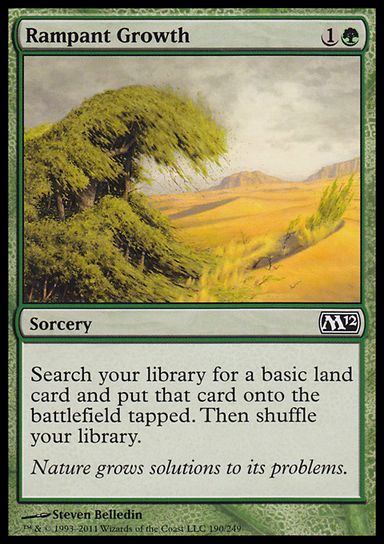 Rampant Growth 1
Sorcery M12
Search your library for a basic land
card and put that card onto the
battlefield tapped. Then shuffle
your library.
Nature grows solutions to its problems.
Steven Belledin
™ & © 1993–2011 Wizards of the Coast LLC 190/249